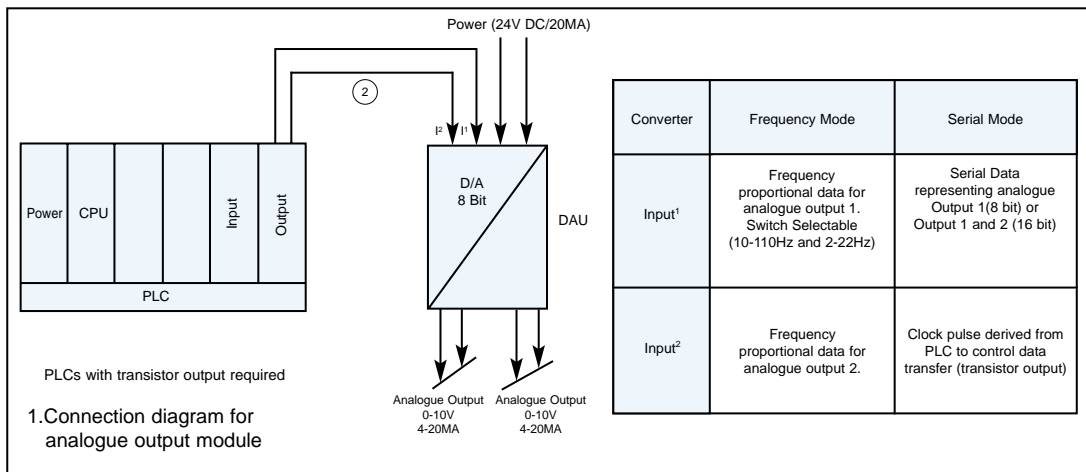 Power (24V DC/20MA)
2
I² I¹
Power
CPU
Input
Output
PLC
D/A
8 Bit
DAU
PLCs with transistor output required
1.Connection diagram for
analogue output module
Analogue Output
0-10V
4-20MA
Analogue Output
0-10V
4-20MA
Converter
Frequency Mode
Serial Mode
Input¹
Frequency
proportional data for
analogue output 1.
Switch Selectable
(10-110Hz and 2-22Hz)
Serial Data
representing analogue
Output 1(8 bit) or
Output 1 and 2 (16 bit)
Input²
Frequency
proportional data for
analogue output 2.
Clock pulse derived from
PLC to control data
transfer (transistor output)